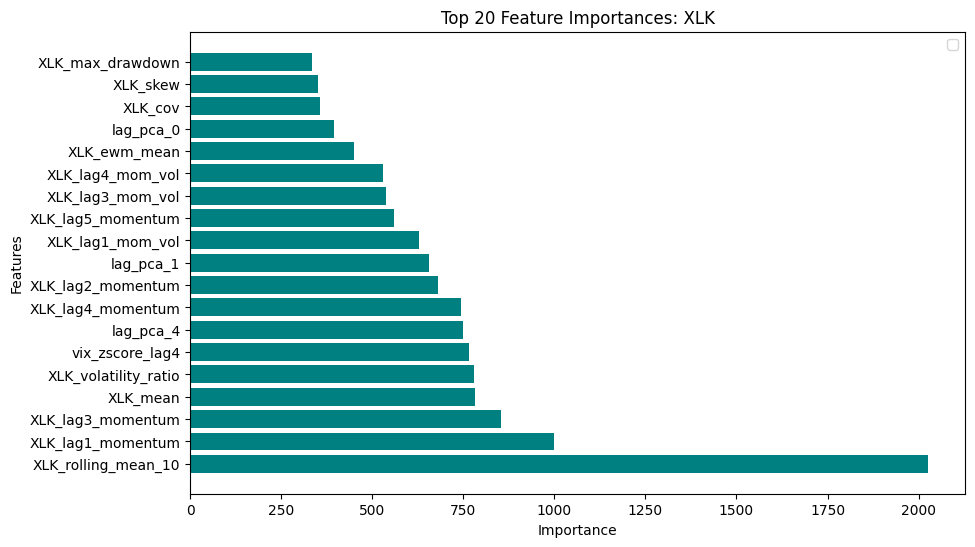 Top 20 Feature Importances: XLK
Features
XLK_max_drawdown
XLK_skew
XLK_cov
lag_pca_0
XLK_ewm_mean
XLK_lag4_mom_vol
XLK_lag3_mom_vol
XLK_lag5_momentum
XLK_lag1_mom_vol
lag_pca_1
XLK_lag2_momentum
XLK_lag4_momentum
lag_pca_4
vix_zscore_lag4
XLK_volatility_ratio
XLK_mean
XLK_lag3_momentum
XLK_lag1_momentum
XLK_rolling_mean_10
0 250 500 750 1000 1250 1500 1750 2000
Importance